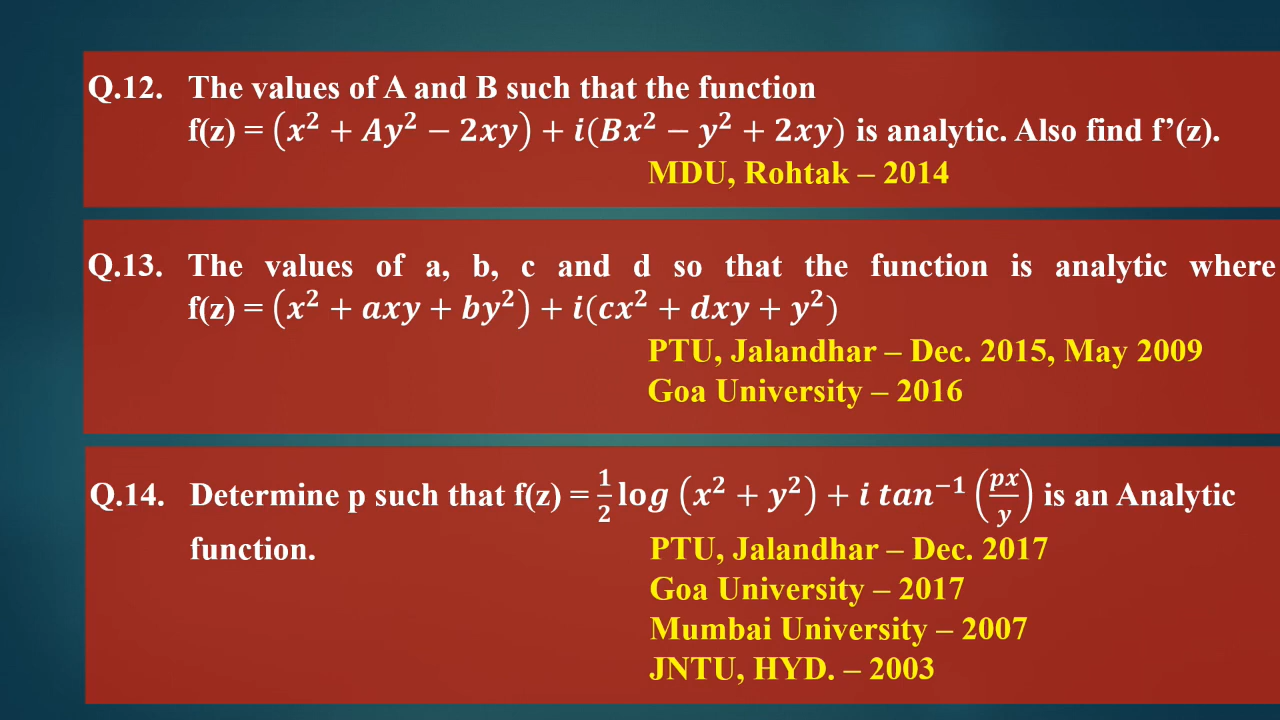 Q.12. The values of A and B such that the function
f(z) = (x² + Ay² − 2xy) + i(Bx² − y² + 2xy) is analytic. Also find f’(z).
MDU, Rohtak – 2014
Q.13. The values of a, b, c and d so that the function is analytic where
f(z) = (x² + axy + by²) + i(cx² + dxy + y²)
PTU, Jalandhar – Dec. 2015, May 2009
Goa University – 2016
Q.14. Determine p such that f(z) = 1/2 log (x² + y²) + i tan⁻¹ (px/y) is an Analytic
function. PTU, Jalandhar – Dec. 2017
Goa University – 2017
Mumbai University – 2007
JNTU, HYD. – 2003